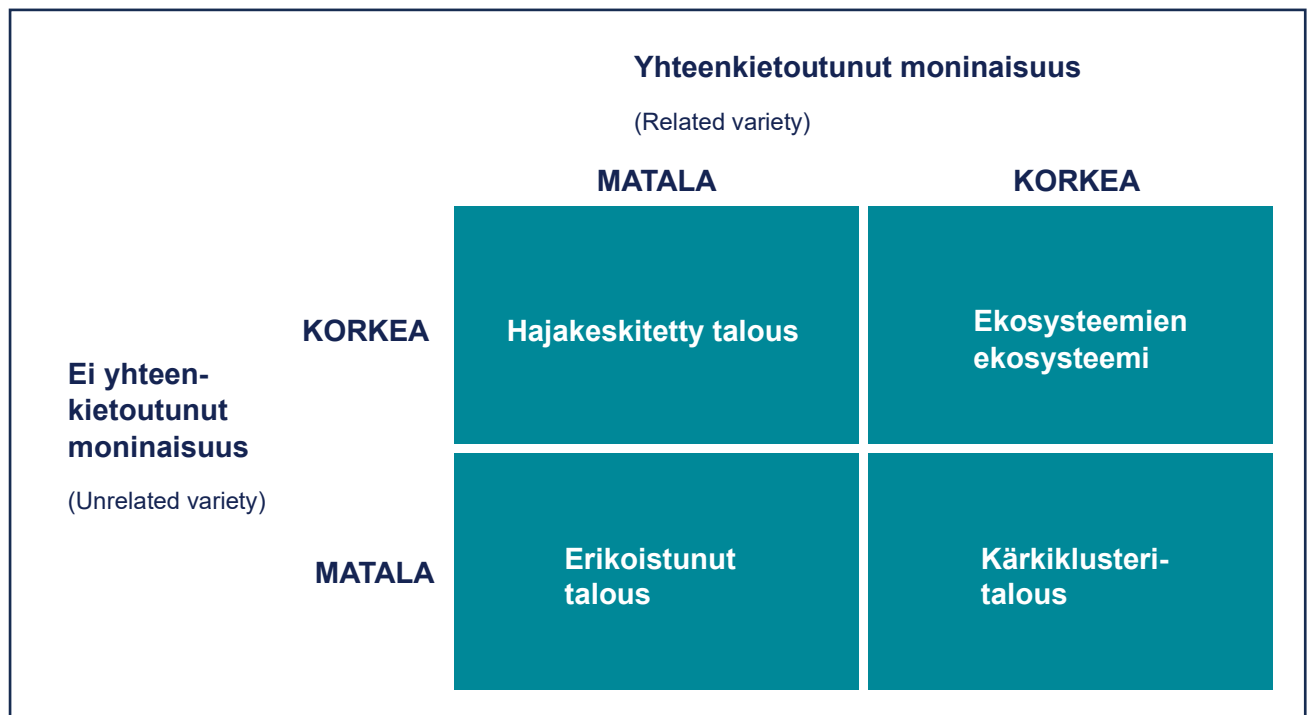 Yhteenkietoutunut moninaisuus
(Related variety)
MATALA
KORKEA
KORKEA
Hajakeskitetty talous
Ekosysteemien
ekosysteemi
Ei yhteen-
kietoutunut
moninaisuus
(Unrelated variety)
MATALA
Erikoistunut
talous
Kärkiklusteri-
talous